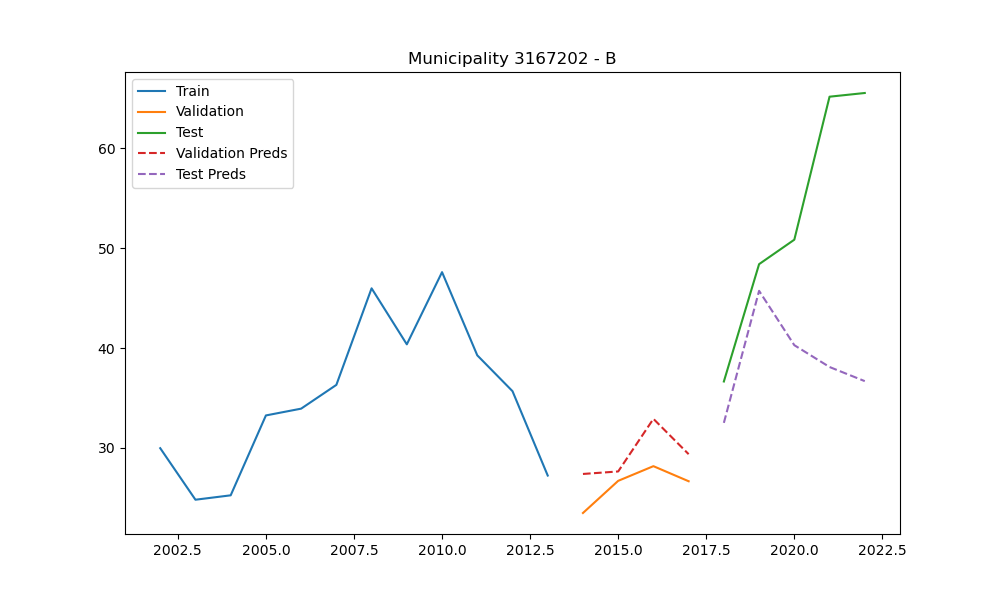 Municipality 3167202 - B
Train
Validation
Test
Validation Preds
Test Preds
60
50
40
30
2002.5 2005.0 2007.5 2010.0 2012.5 2015.0 2017.5 2020.0 2022.5